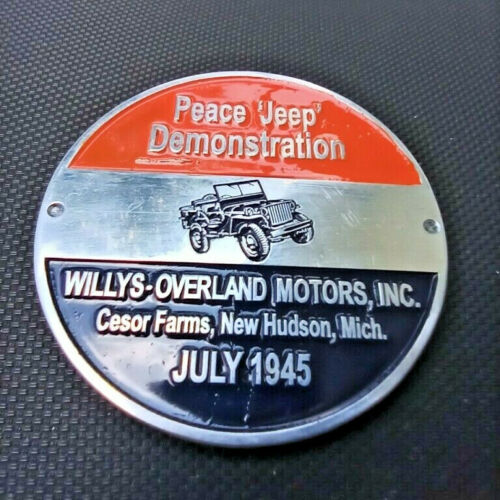 Peace 'Jeep'
Demonstration
WILLYS-OVERLAND MOTORS, INC.
Cesor Farms, New Hudson, Mich.
JULY 1945